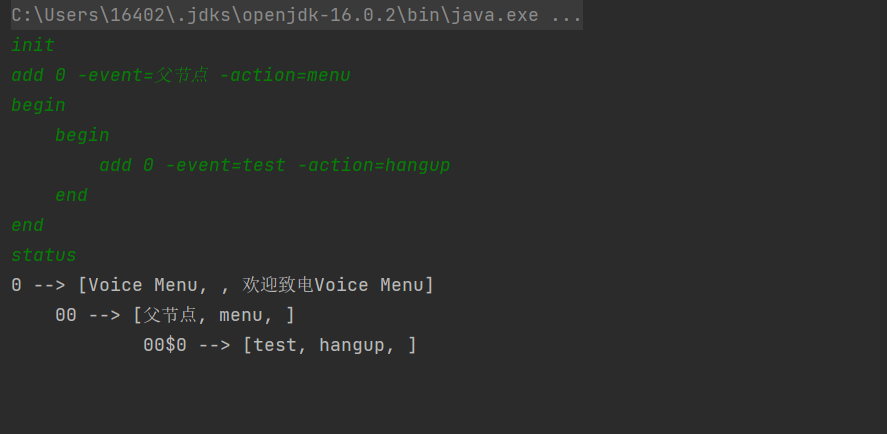 C:\Users\16402\.jdks\openjdk-16.0.2\bin\java.exe ...
init
add 0 -event=父节点 -action=menu
begin
    begin
        add 0 -event=test -action=hangup
    end
end
status
0 --> [Voice Menu, , 欢迎致电Voice Menu]
    00 --> [父节点, menu, ]
            00$0 --> [test, hangup, ]